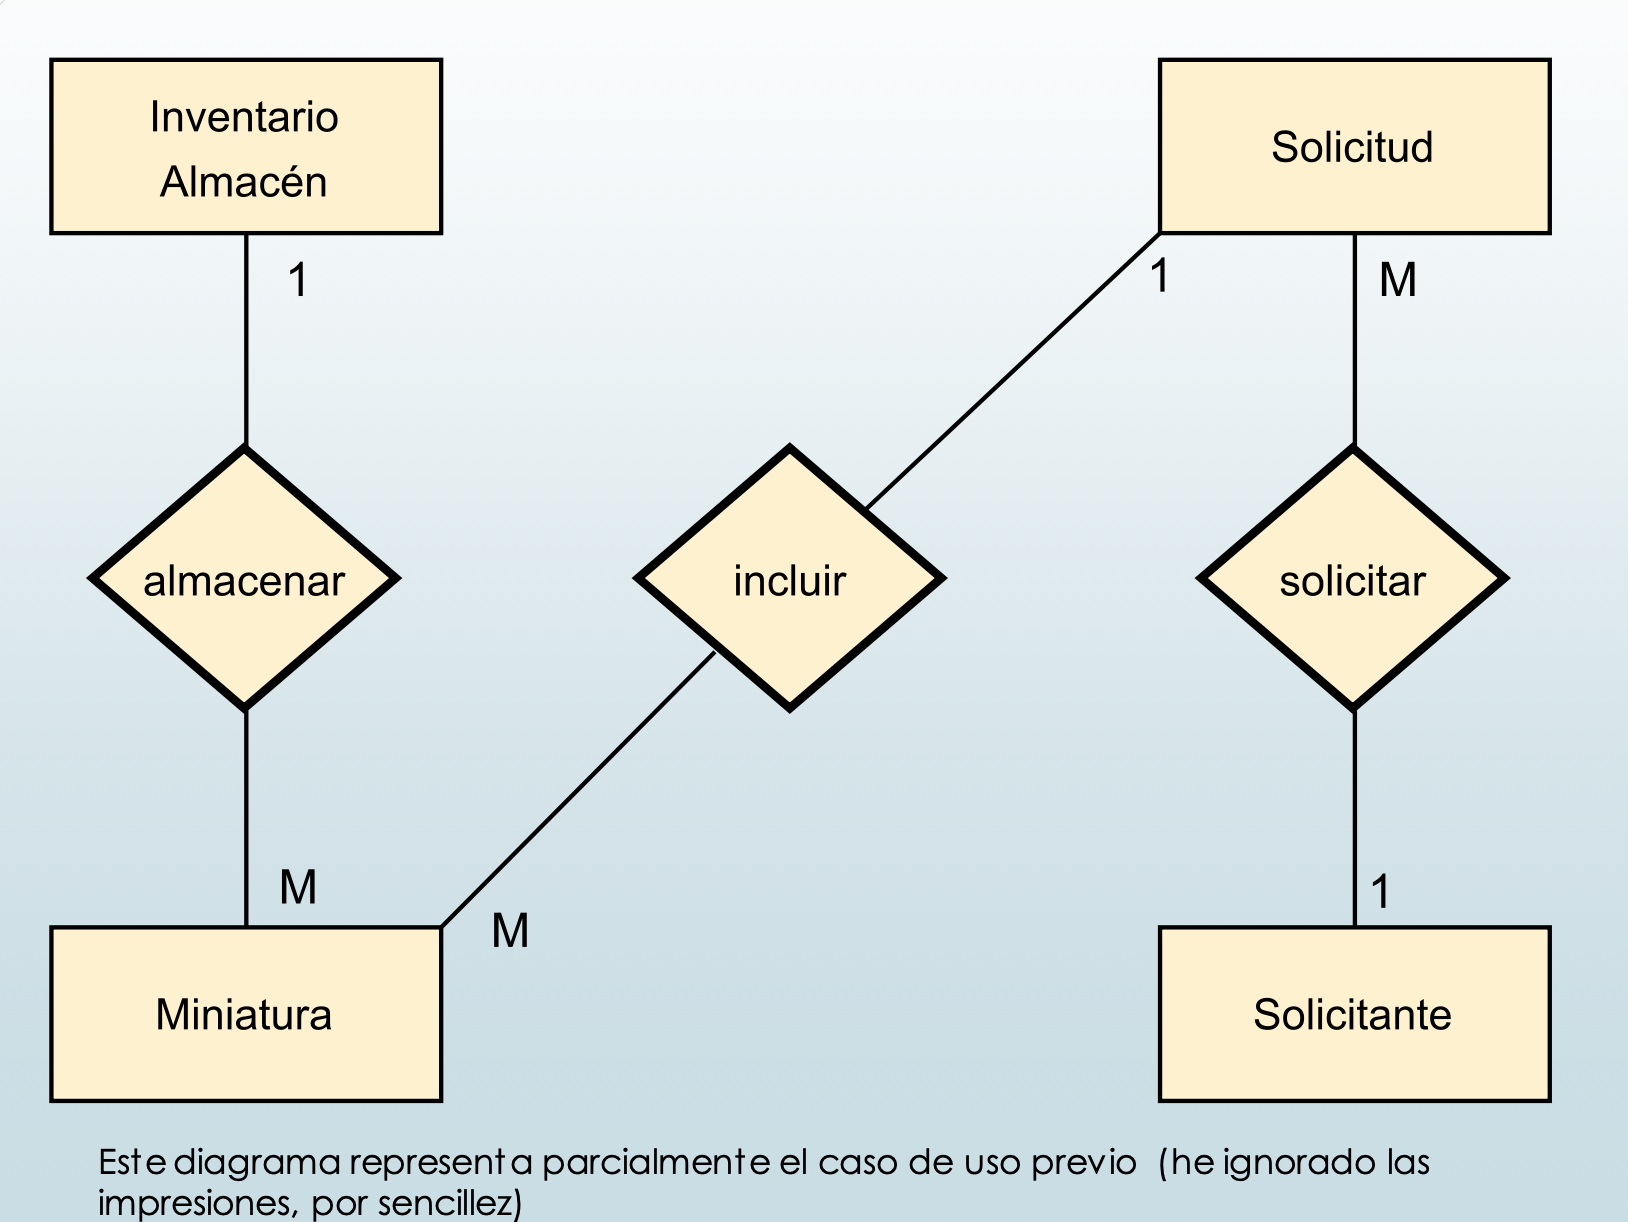 Inventario
Almacén
Solicitud
1
1
M
almacenar
incluir
solicitar
M
M
1
Miniatura
Solicitante
Este diagrama representa parcialmente el caso de uso previo (he ignorado las
impresiones, por sencillez)